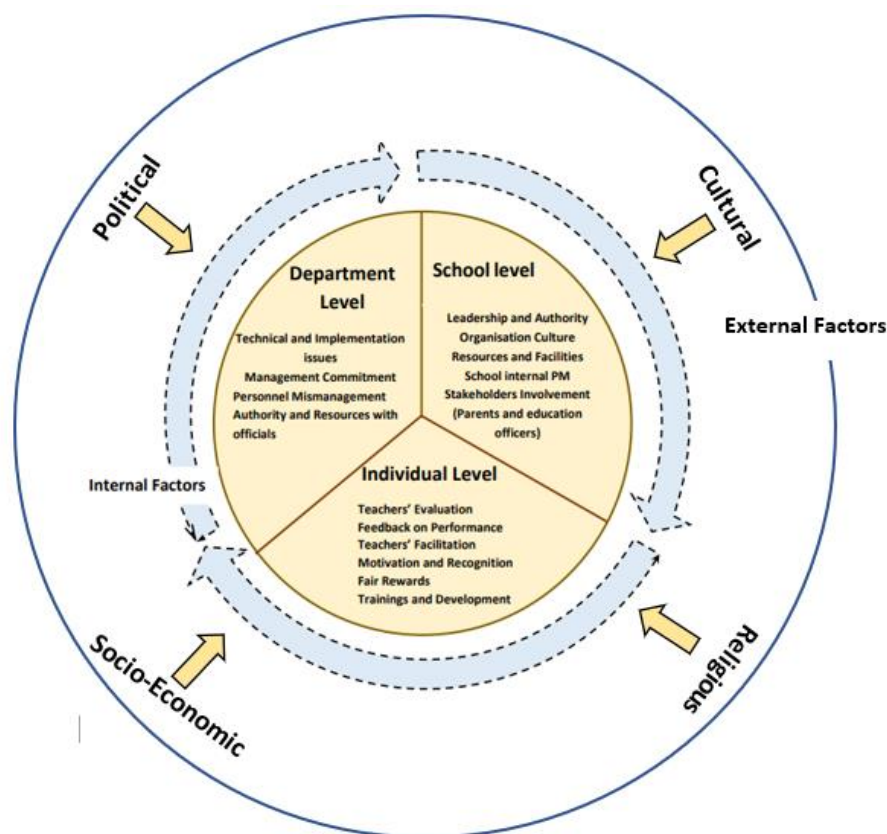 Political
Cultural
External Factors
Department
Level
Technical and Implementation
issues
Management Commitment
Personnel Mismanagement
Authority and Resources with
officials
School level
Leadership and Authority
Organisation Culture
Resources and Facilities
School internal PM
Stakeholders Involvement
(Parents and education
officers)
Internal Factors
Individual Level
Teachers' Evaluation
Feedback on Performance
Teachers' Facilitation
Motivation and Recognition
Fair Rewards
Trainings and Development
Socio-Economic
Religious